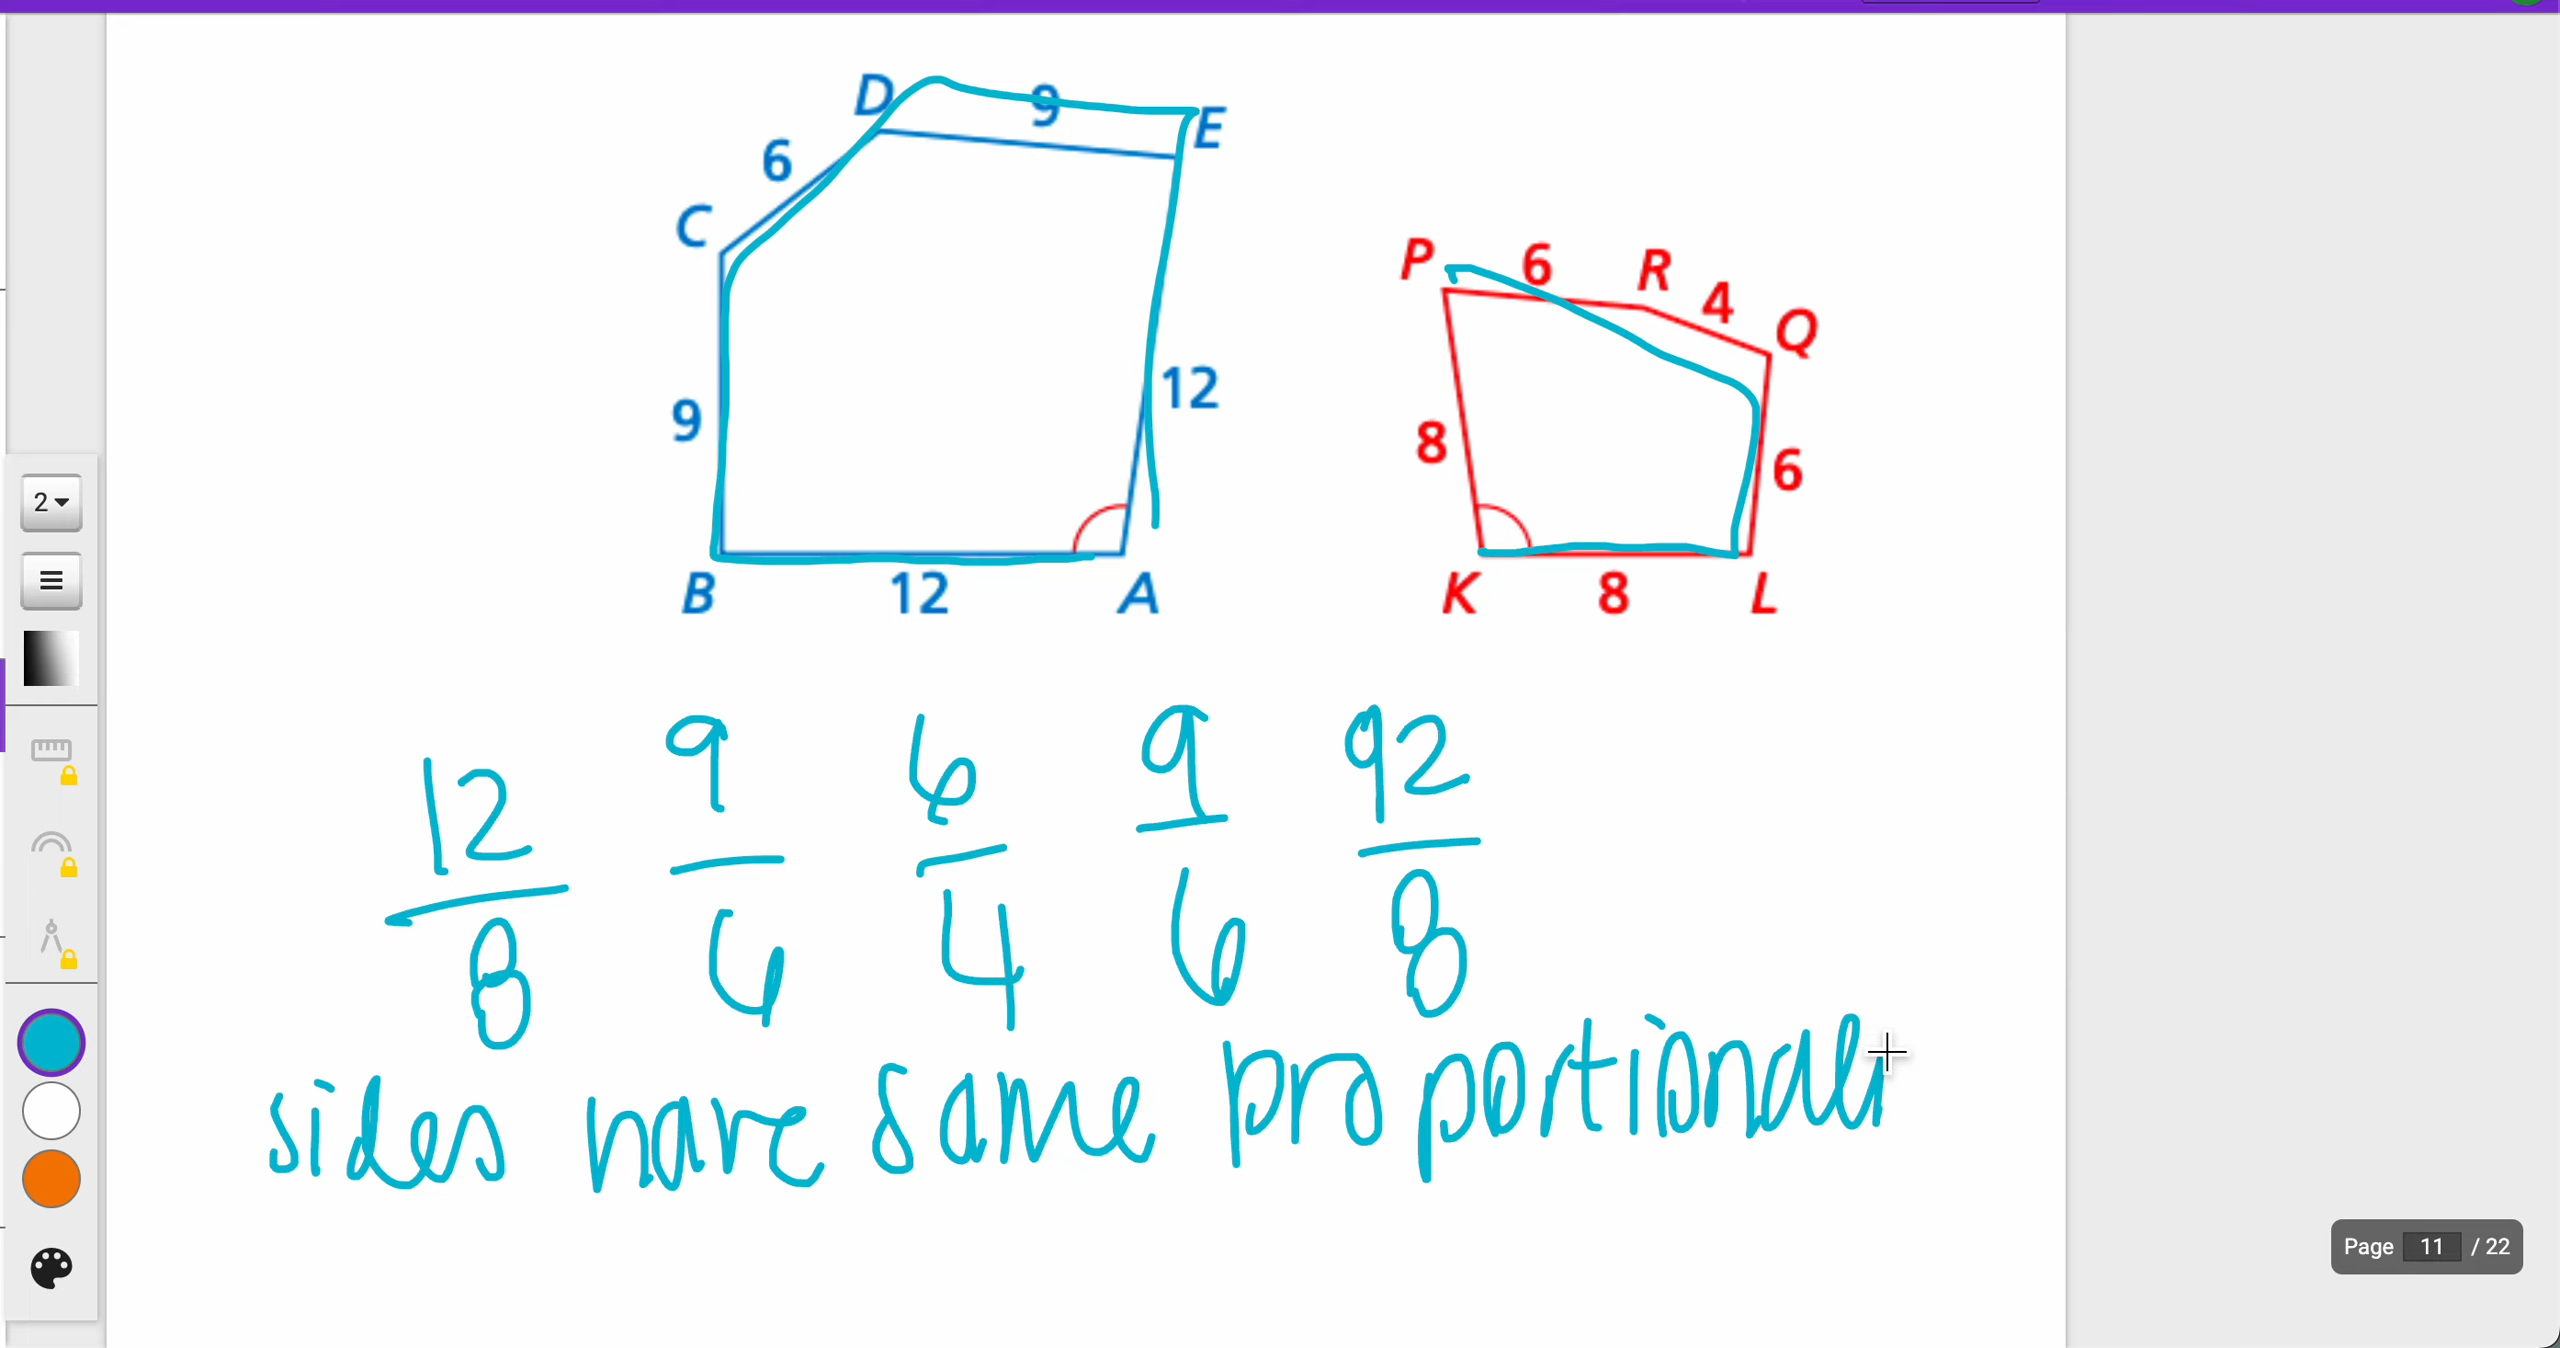 D 9 E
6
C
P 6 R 4 Q
9 12
8 6
B 12 A K 8 L
2
12/8 9/6 6/4 9/6 92/8
sides have same proportionali
Page 11 / 22